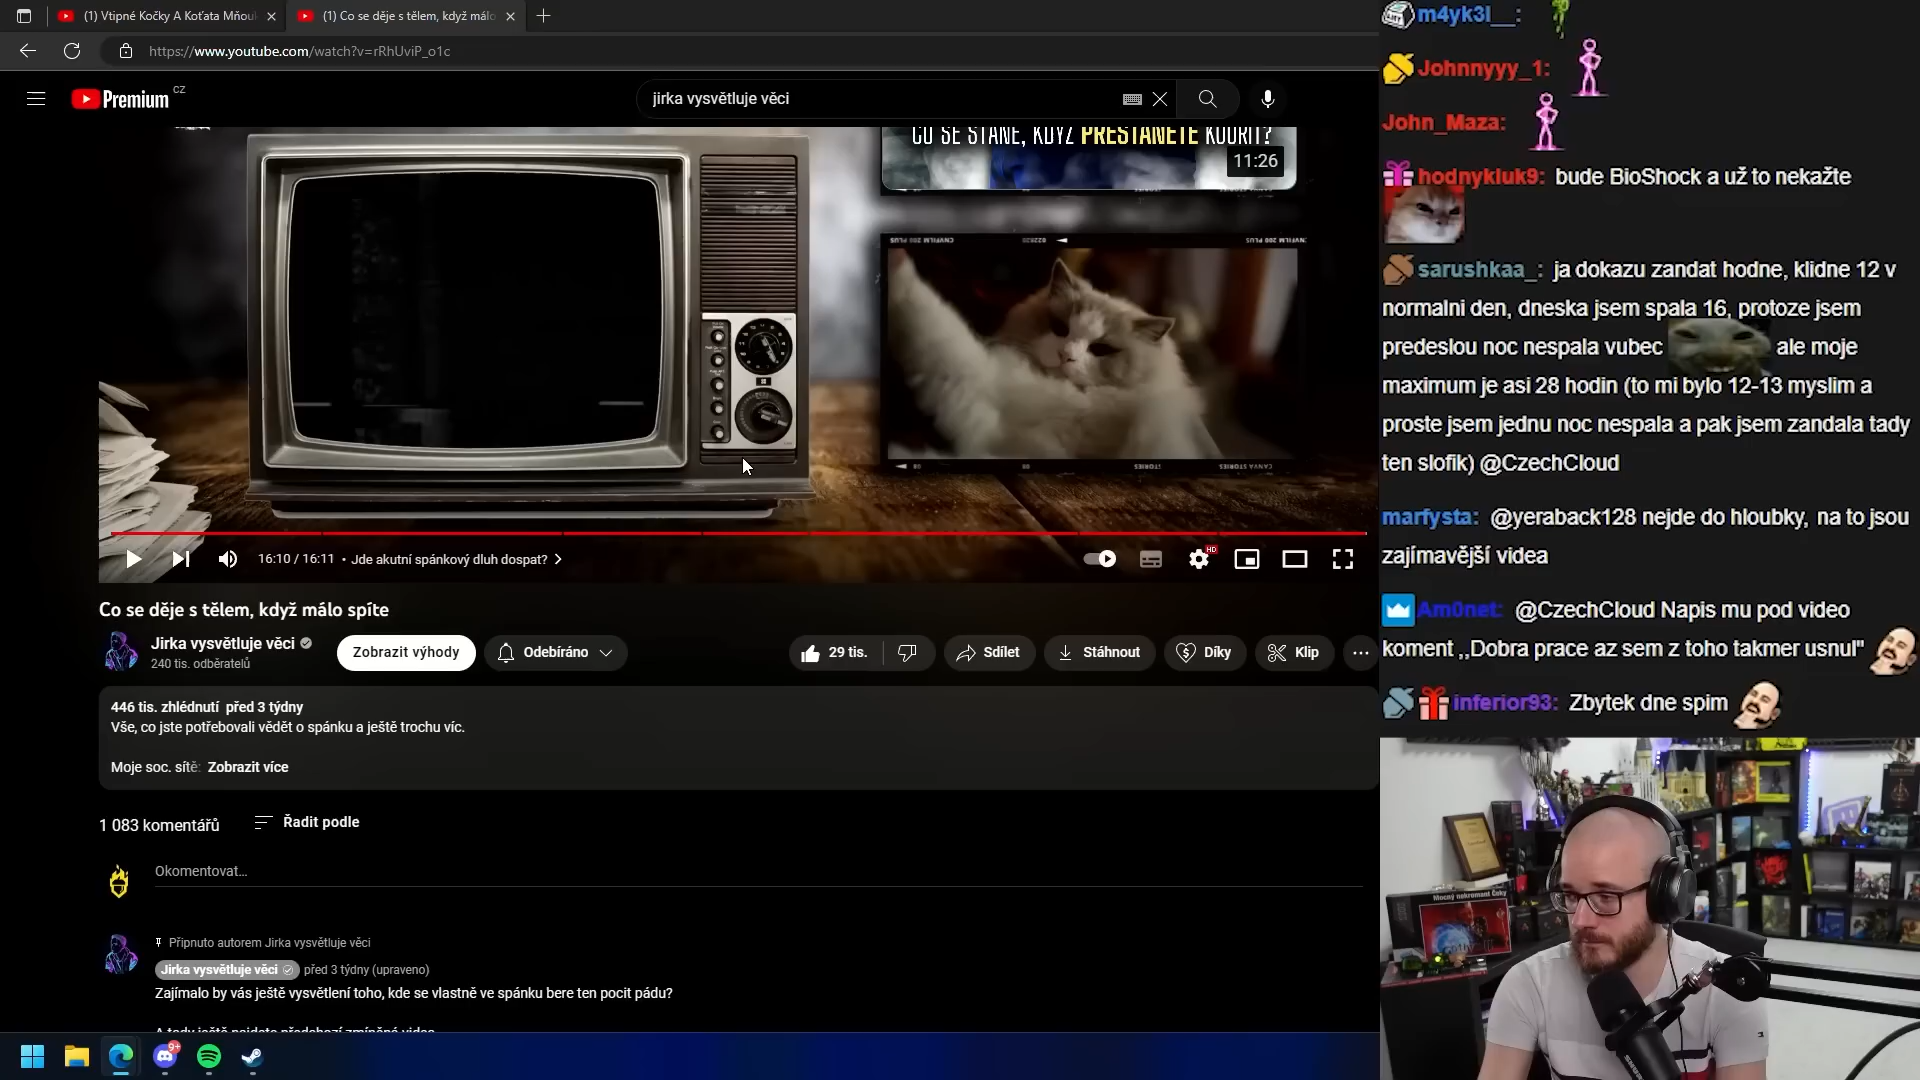 (1) Vtipné Kočky A Koťata Mňou
(1) Co se děje s tělem, když málo
https://www.youtube.com/watch?v=rRhUviP_o1c
Premium CZ
jirka vysvětluje věci
CO SE STANE, KDYŽ PŘESTANETE KOUŘIT?
11:26
16:10 / 16:11 • Jde akutní spánkový dluh dospat?
HD
Co se děje s tělem, když málo spíte
Jirka vysvětluje věci
240 tis. odběratelů
Zobrazit výhody
Odebíráno
29 tis.
Sdílet
Stáhnout
Díky
Klip
446 tis. zhlédnutí před 3 týdny
Vše, co jste potřebovali vědět o spánku a ještě trochu víc.
Moje soc. sítě: Zobrazit více
1 083 komentářů
Řadit podle
Okomentovat...
Připnuto autorem Jirka vysvětluje věci
Jirka vysvětluje věci před 3 týdny (upraveno)
Zajímalo by vás ještě vysvětlení toho, kde se vlastně ve spánku bere ten pocit pádu?
9+
m4yk3l__:
Johnnyyy_1:
John_Maza:
hodnykluk9: bude BioShock a už to nekažte
sarushkaa_: ja dokazu zandat hodne, klidne 12 v
normalni den, dneska jsem spala 16, protoze jsem
predeslou noc nespala vubec ale moje
maximum je asi 28 hodin (to mi bylo 12-13 myslim a
proste jsem jednu noc nespala a pak jsem zandala tady
ten slofik) @CzechCloud
marfysta: @yeraback128 nejde do hloubky, na to jsou
zajímavější videa
Am0net: @CzechCloud Napis mu pod video
koment ,,Dobra prace az sem z toho takmer usnul"
inferior93: Zbytek dne spim
Mocný nekromant Čoky